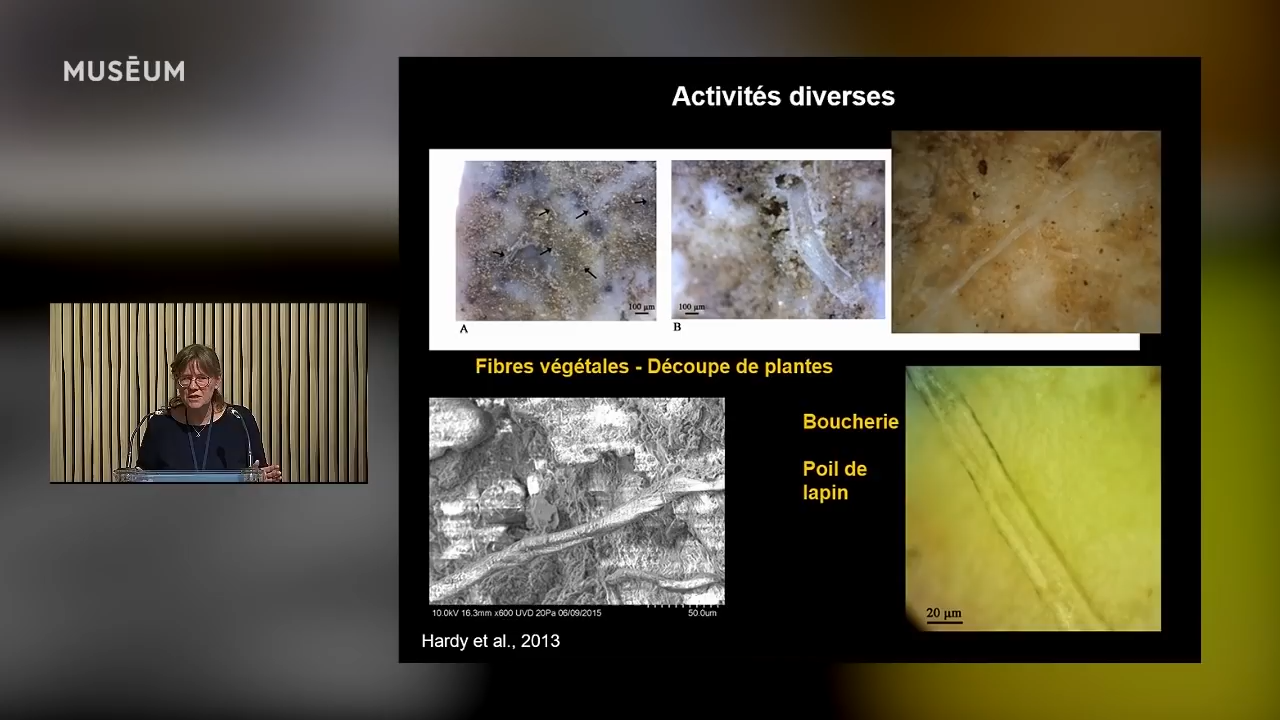 MUSĒUM
Activités diverses
100 µm
100 µm
A
B
Fibres végétales - Découpe de plantes
Boucherie
Poil de
lapin
10.0kV 16.3mm x600 UVD 20Pa 06/09/2015
50.0um
20 µm
Hardy et al., 2013